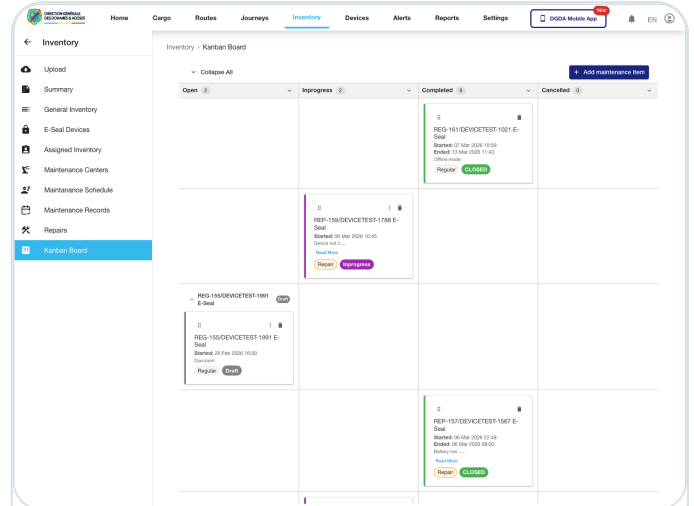 DIRECTION GÉNÉRALE
DES DOUANES & ACCISES
Home
Cargo
Routes
Journeys
Inventory
Devices
Alerts
Reports
Settings
DGDA Mobile App
NEW
EN
Inventory
Upload
Summary
General Inventory
E-Seal Devices
Assigned Inventory
Maintenance Centers
Maintanance Schedule
Maintenance Records
Repairs
Kanban Board
Inventory › Kanban Board
Collapse All
+ Add maintenance Item
Open 2
Inprogress 2
Completed 8
Cancelled 0
REG-161/DEVICETEST-1021 E-
Seal
Started: 07 Mar 2026 10:59
Ended: 13 Mar 2026 11:43
Offline mode
Regular CLOSED
REP-159/DEVICETEST-1788 E-
Seal
Started: 06 Mar 2026 10:45
Device not s.....
Read More
Repair Inprogress
REG-155/DEVICETEST-1991
E-Seal
Draft
REG-155/DEVICETEST-1991 E-
Seal
Started: 26 Feb 2026 16:00
Due soon
Regular Draft
REP-157/DEVICETEST-1567 E-
Seal
Started: 06 Mar 2026 22:48
Ended: 06 Mar 2026 08:00
Battery low .....
Read More
Repair CLOSED